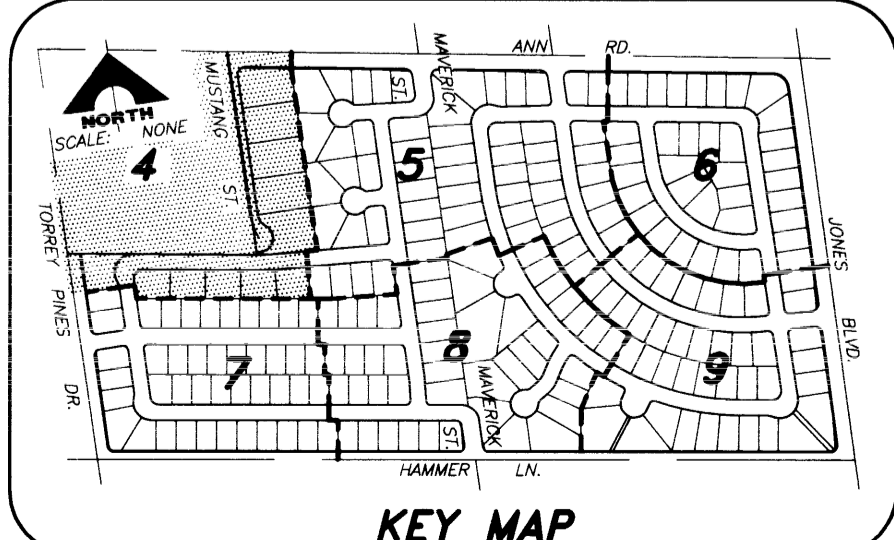 ANN RD.
MAVERICK
ST.
MUSTANG
ST.
NORTH
SCALE: NONE
4
5
6
TORREY PINES DR.
JONES BLVD.
7
8
9
MAVERICK
ST.
HAMMER LN.
KEY MAP